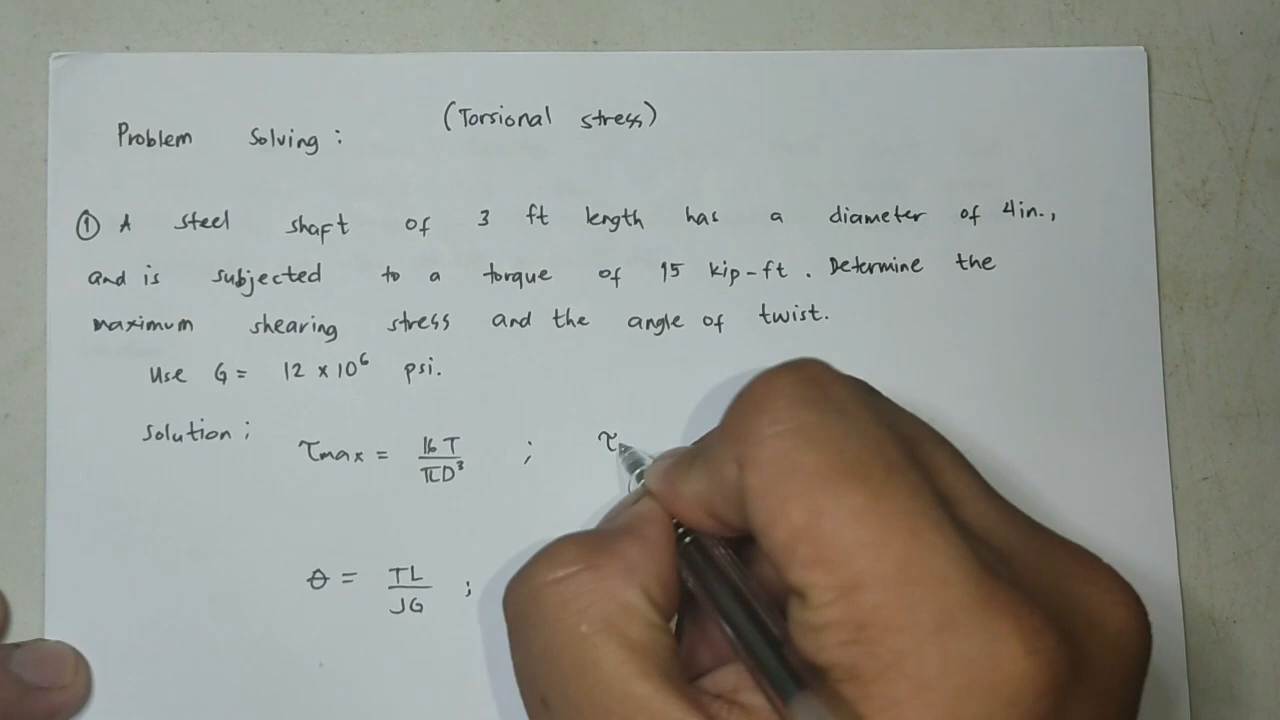 (Torsional stress)
Problem Solving:
① A steel shaft of 3 ft length has a diameter of 4in.,
and is subjected to a torque of 15 kip-ft. Determine the
maximum shearing stress and the angle of twist.
Use G = 12 x 10⁶ psi.
Solution: τmax = 16T/πD³ ; τ
θ = TL/JG ;